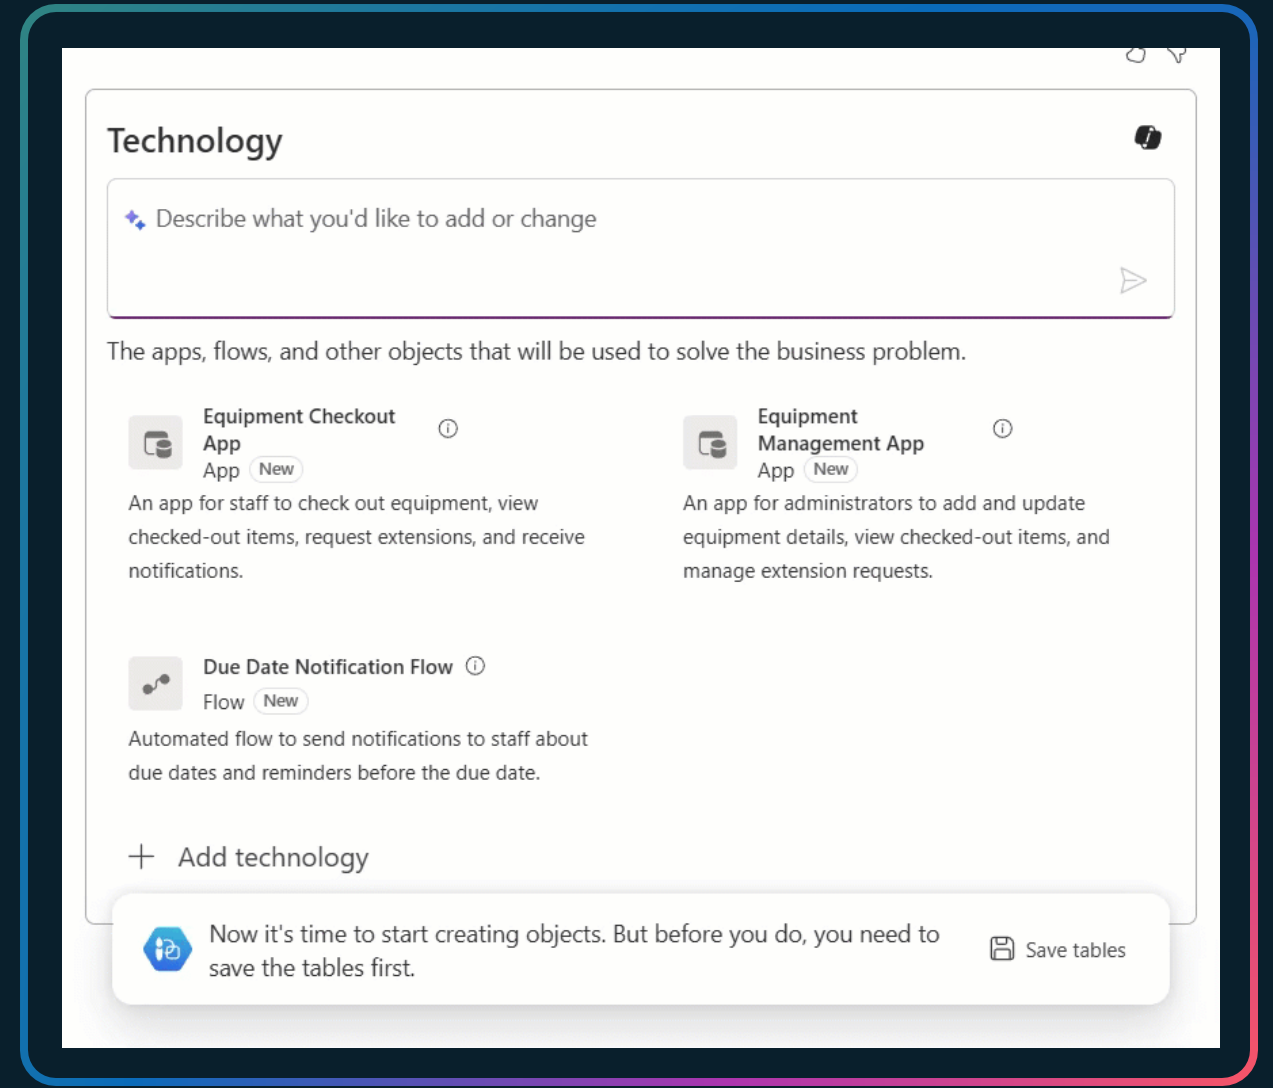 Technology
Describe what you'd like to add or change
The apps, flows, and other objects that will be used to solve the business problem.
Equipment Checkout
App
App New
An app for staff to check out equipment, view
checked-out items, request extensions, and receive
notifications.
Equipment
Management App
App New
An app for administrators to add and update
equipment details, view checked-out items, and
manage extension requests.
Due Date Notification Flow
Flow New
Automated flow to send notifications to staff about
due dates and reminders before the due date.
Add technology
Now it's time to start creating objects. But before you do, you need to
save the tables first.
Save tables